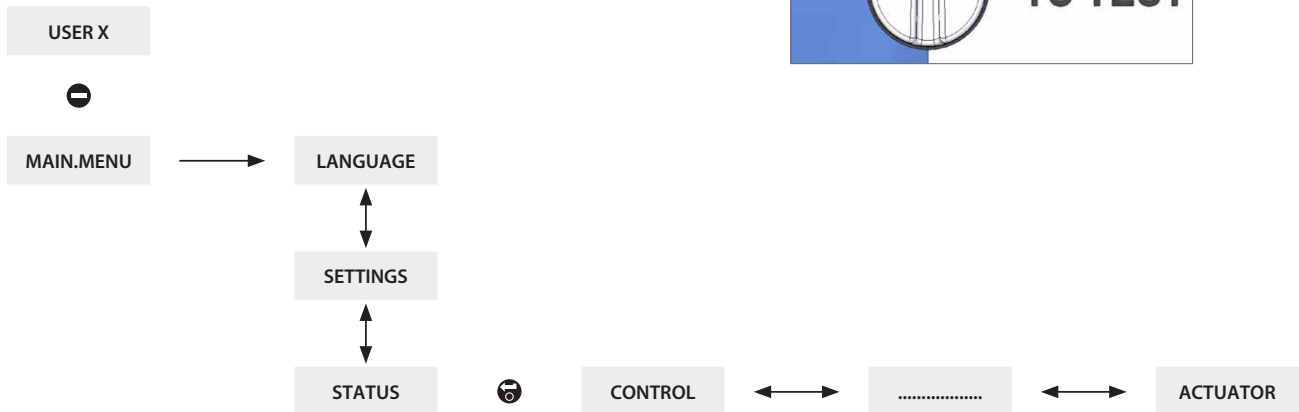 USER X
MAIN.MENU
LANGUAGE
SETTINGS
STATUS
CONTROL
..................
ACTUATOR